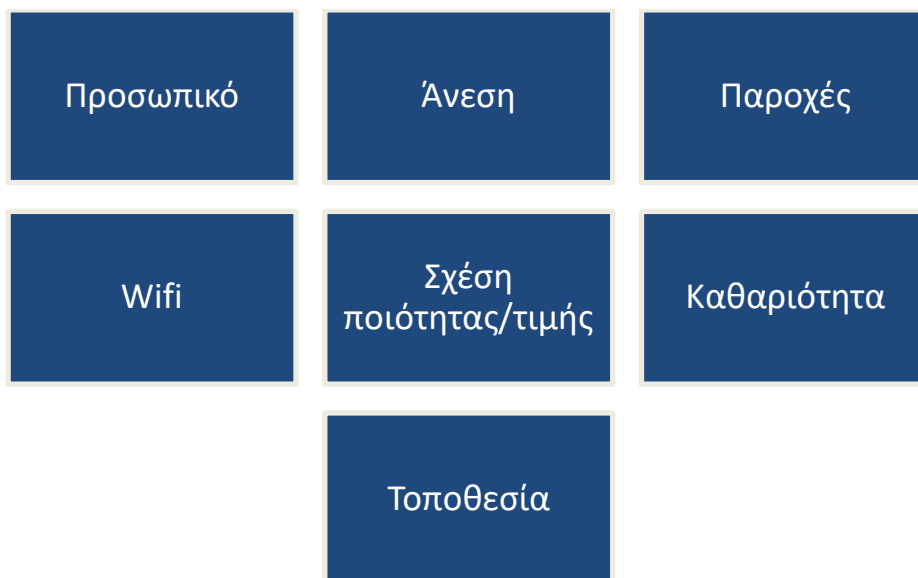 Προσωπικό
Άνεση
Παροχές
Wifi
Σχέση
ποιότητας/τιμής
Καθαριότητα
Τοποθεσία